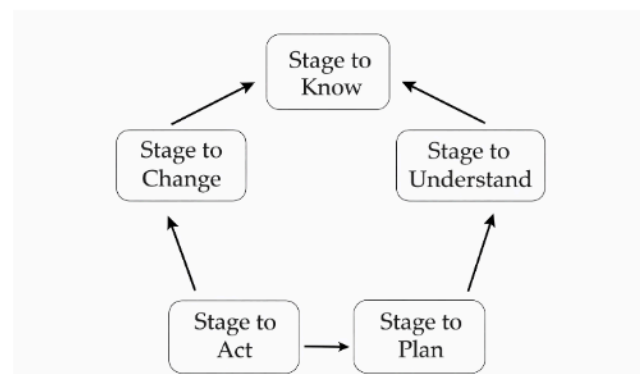 Stage to
Know
Stage to
Change
Stage to
Understand
Stage to
Act
Stage to
Plan